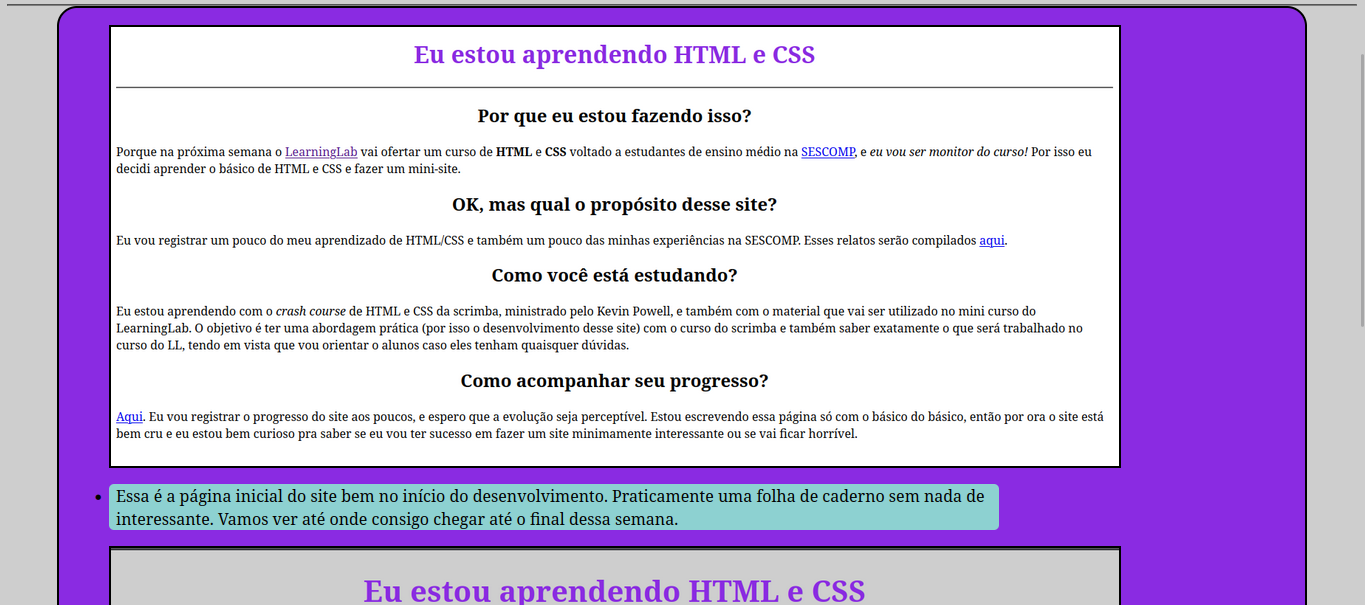 Eu estou aprendendo HTML e CSS
Por que eu estou fazendo isso?
Porque na próxima semana o LearningLab vai ofertar um curso de HTML e CSS voltado a estudantes de ensino médio na SESCOMP, e eu vou ser monitor do curso! Por isso eu
decidi aprender o básico de HTML e CSS e fazer um mini-site.
OK, mas qual o propósito desse site?
Eu vou registrar um pouco do meu aprendizado de HTML/CSS e também um pouco das minhas experiências na SESCOMP. Esses relatos serão compilados aqui.
Como você está estudando?
Eu estou aprendendo com o crash course de HTML e CSS da scrimba, ministrado pelo Kevin Powell, e também com o material que vai ser utilizado no mini curso do
LearningLab. O objetivo é ter uma abordagem prática (por isso o desenvolvimento desse site) com o curso do scrimba e também saber exatamente o que será trabalhado no
curso do LL, tendo em vista que vou orientar o alunos caso eles tenham quaisquer dúvidas.
Como acompanhar seu progresso?
Aqui. Eu vou registrar o progresso do site aos poucos, e espero que a evolução seja perceptível. Estou escrevendo essa página só com o básico do básico, então por ora o site está
bem cru e eu estou bem curioso pra saber se eu vou ter sucesso em fazer um site minimamente interessante ou se vai ficar horrível.
• Essa é a página inicial do site bem no início do desenvolvimento. Praticamente uma folha de caderno sem nada de
interessante. Vamos ver até onde consigo chegar até o final dessa semana.
Eu estou aprendendo HTML e CSS